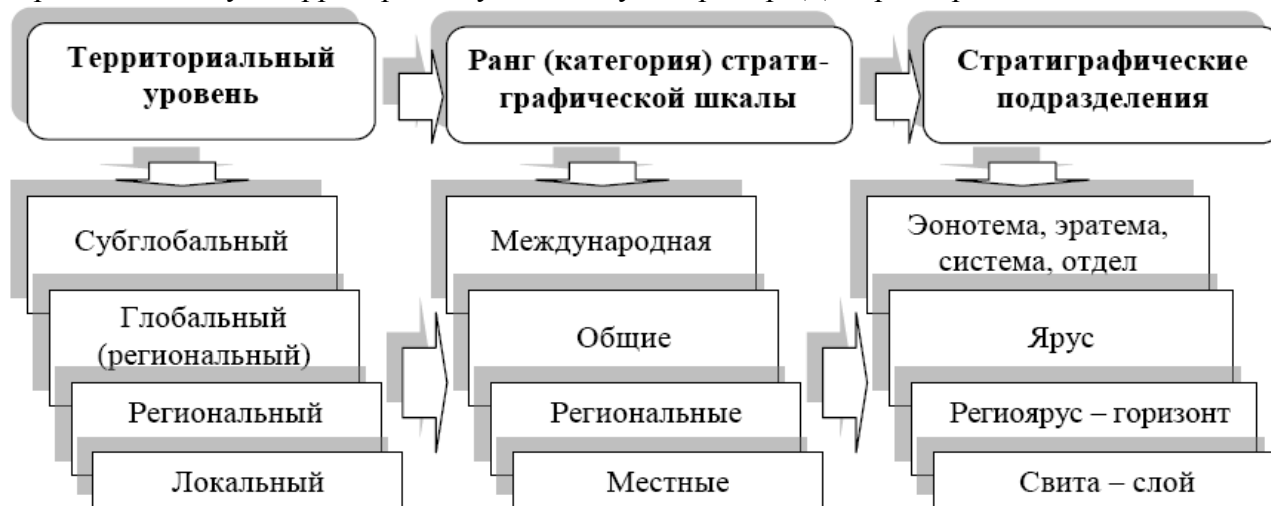 Территориальный
уровень
Ранг (категория) страти-
графической шкалы
Стратиграфические
подразделения
Субглобальный
Глобальный
(региональный)
Региональный
Локальный
Международная
Общие
Региональные
Местные
Эонотема, эратема,
система, отдел
Ярус
Региоярус – горизонт
Свита – слой